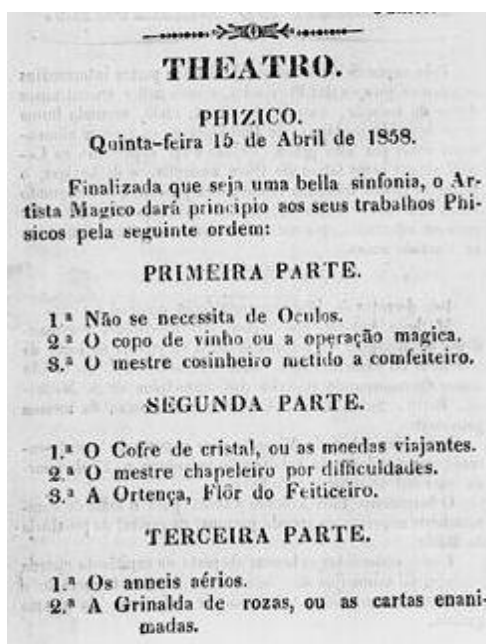 THEATRO.
PHIZICO.
Quinta-feira 15 de Abril de 1858.
Finalizada que seja uma bella sinfonia, o Ar-
tista Magico dará principio aos seus trabalhos Phi-
sicos pela seguinte ordem:
PRIMEIRA PARTE.
1.ª Não se necessita de Oculos.
2.ª O copo de vinho ou a operação magica.
3.ª O mestre cosinheiro metido a comfeiteiro.
SEGUNDA PARTE.
1.ª O Cofre de cristal, ou as moedas viajantes.
2.ª O mestre chapeleiro por difficuldades.
3.ª A Ortença, Flôr do Feiticeiro.
TERCEIRA PARTE.
1.ª Os anneis aérios.
2.ª A Grinalda de rozas, ou as cartas enani-
madas.